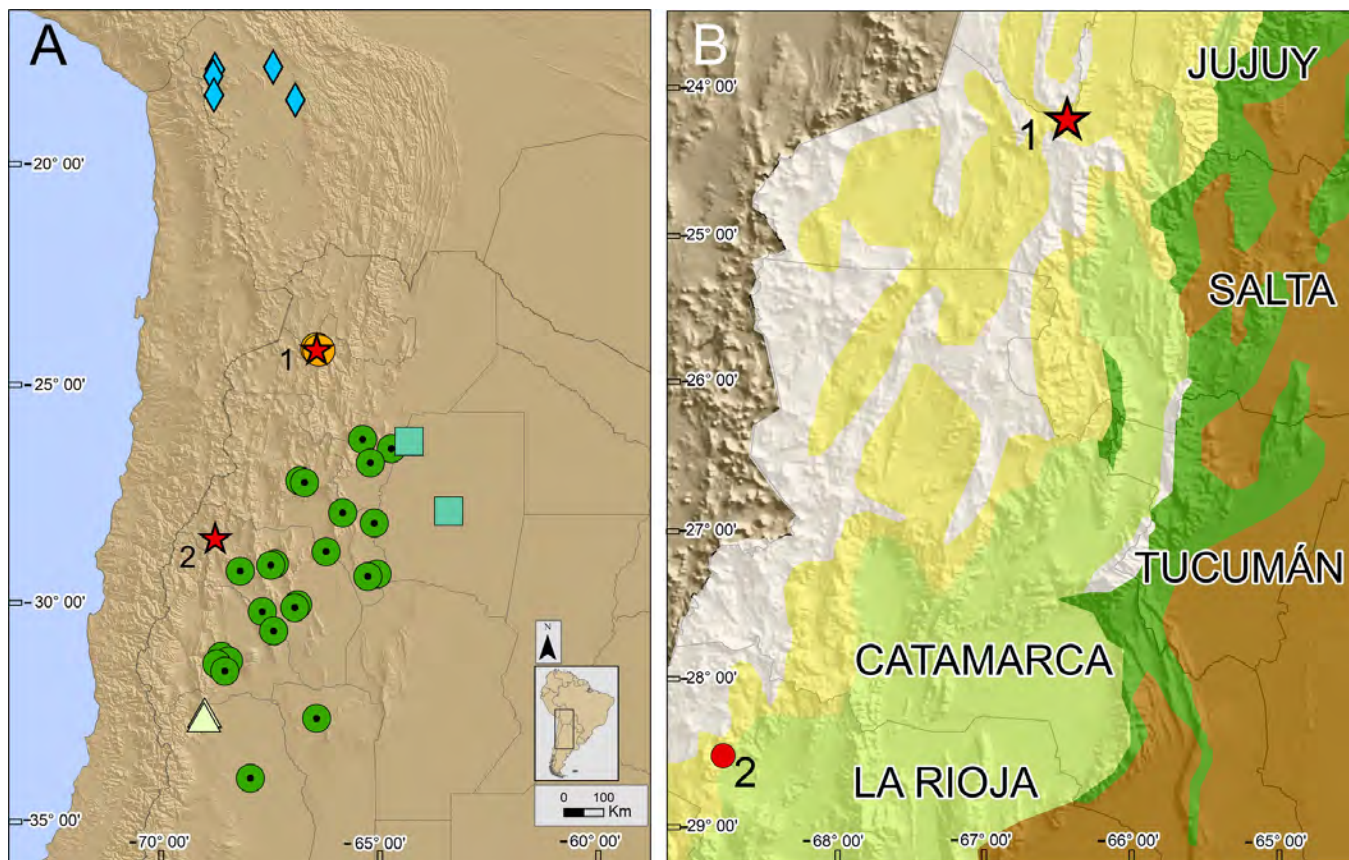 A
−20° 00'
−25° 00'
−30° 00'
−35° 00'
−70° 00'
−65° 00'
−60° 00'
1
2
N
0 100
Km
B
−24° 00'
−25° 00'
−26° 00'
−27° 00'
−28° 00'
−29° 00'
−68° 00'
−67° 00'
−66° 00'
−65° 00'
1
2
JUJUY
SALTA
TUCUMÁN
CATAMARCA
LA RIOJA